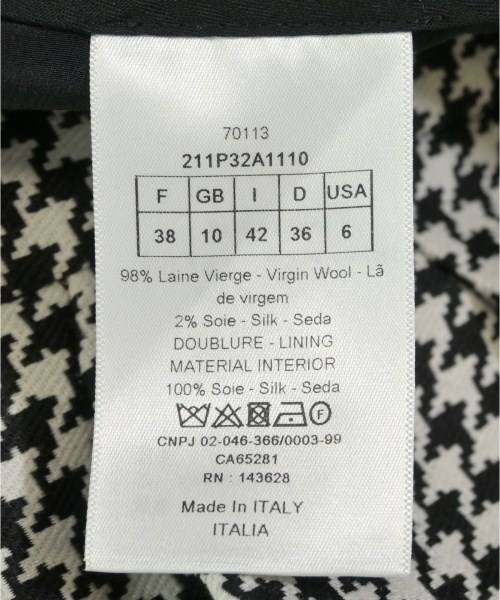 70113
211P32A1110
F GB I D USA
38 10 42 36 6
98% Laine Vierge - Virgin Wool - Lã
de virgem
2% Soie - Silk - Seda
DOUBLURE - LINING
MATERIAL INTERIOR
100% Soie - Silk - Seda
F
CNPJ 02-046-366/0003-99
CA65281
RN : 143628
Made In ITALY
ITALIA